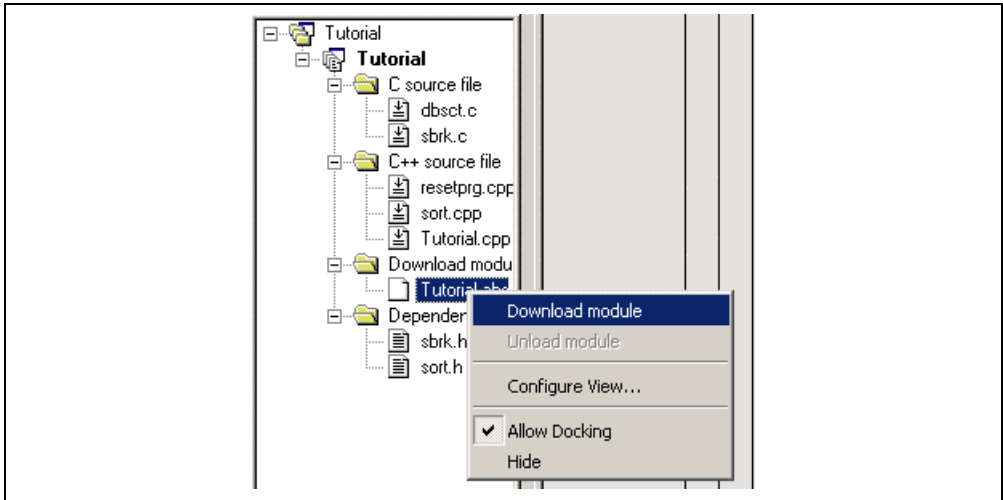 Tutorial
Tutorial
C source file
dbsct.c
sbrk.c
C++ source file
resetprg.cpp
sort.cpp
Tutorial.cpp
Download modu
Download module
Unload module
sbrk.h
sort.h
Configure View...
Allow Docking
Hide